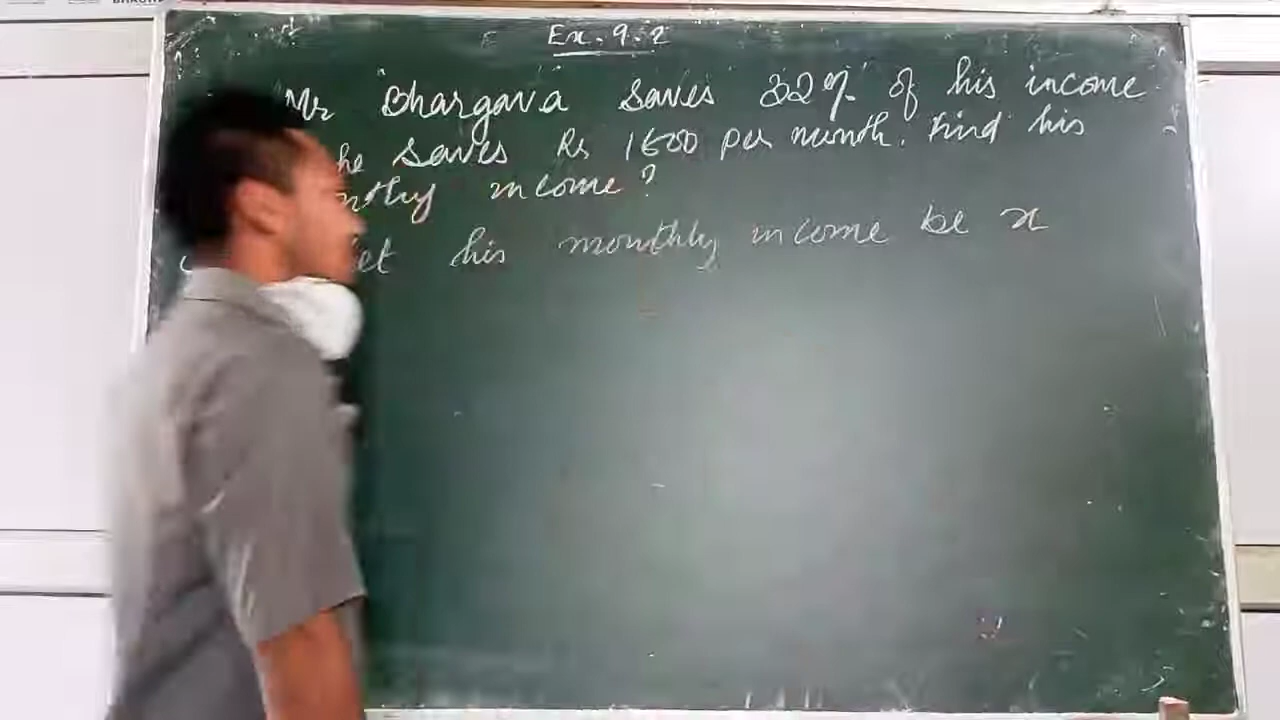 Ex. 9.2
Mr Bhargava saves 32% of his income
he saves Rs 1600 per month. Find his
income?
his monthly income be x